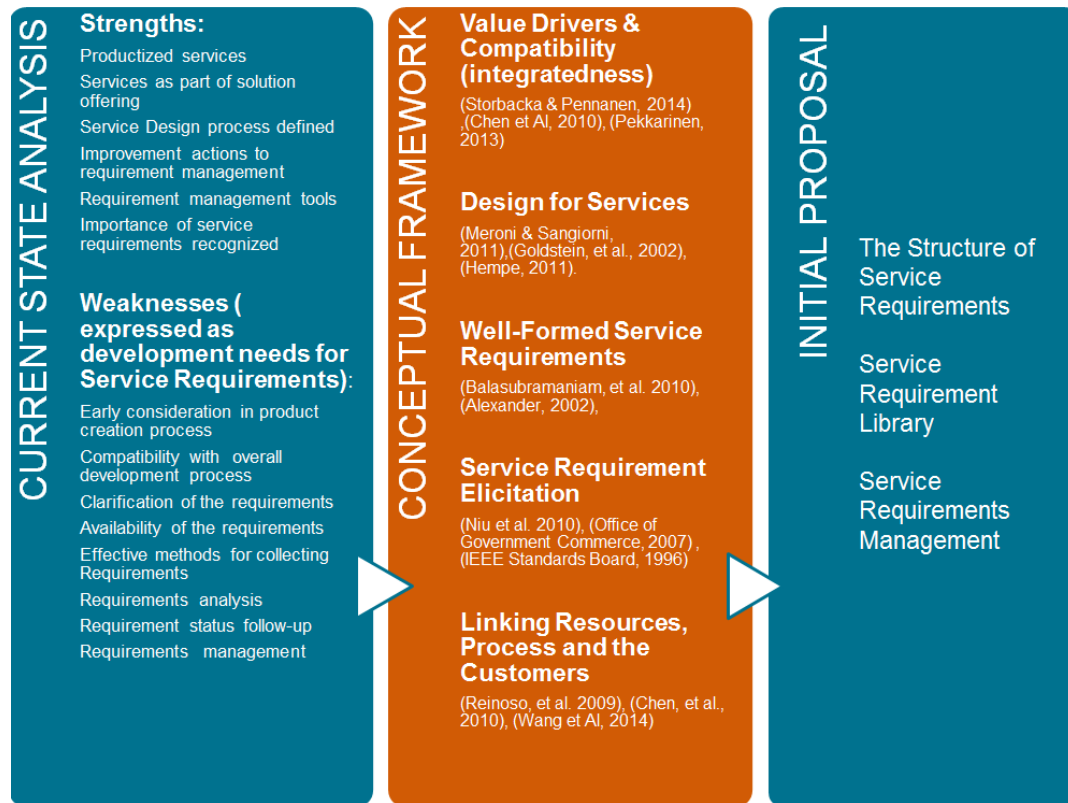 CURRENT STATE ANALYSIS
Strengths:
Productized services
Services as part of solution
offering
Service Design process defined
Improvement actions to
requirement management
Requirement management tools
Importance of service
requirements recognized
Weaknesses (
expressed as
development needs for
Service Requirements):
Early consideration in product
creation process
Compatibility with overall
development process
Clarification of the requirements
Availability of the requirements
Effective methods for collecting
Requirements
Requirements analysis
Requirement status follow-up
Requirements management
CONCEPTUAL FRAMEWORK
Value Drivers &
Compatibility
(integratedness)
(Storbacka & Pennanen, 2014)
,(Chen et Al, 2010), (Pekkarinen,
2013)
Design for Services
(Meroni & Sangiorni,
2011),(Goldstein, et al., 2002),
(Hempe, 2011).
Well-Formed Service
Requirements
(Balasubramaniam, et al. 2010),
(Alexander, 2002),
Service Requirement
Elicitation
(Niu et al. 2010), (Office of
Government Commerce, 2007) ,
(IEEE Standards Board, 1996)
Linking Resources,
Process and the
Customers
(Reinoso, et al. 2009), (Chen, et al.,
2010), (Wang et Al, 2014)
INITIAL PROPOSAL
The Structure of
Service
Requirements
Service
Requirement
Library
Service
Requirements
Management